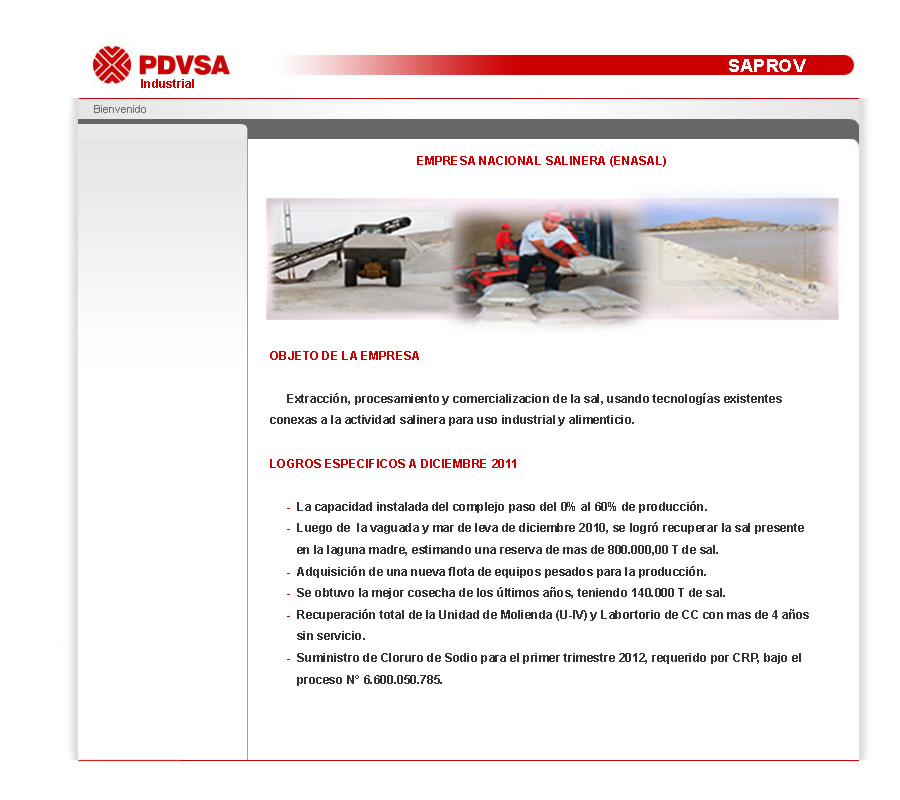 PDVSA
Industrial
SAPROV
Bienvenido
EMPRESA NACIONAL SALINERA (ENASAL)
OBJETO DE LA EMPRESA
Extracción, procesamiento y comercializacion de la sal, usando tecnologías existentes
conexas a la actividad salinera para uso industrial y alimenticio.
LOGROS ESPECIFICOS A DICIEMBRE 2011
- La capacidad instalada del complejo paso del 0% al 60% de producción.
- Luego de la vaguada y mar de leva de diciembre 2010, se logró recuperar la sal presente
en la laguna madre, estimando una reserva de mas de 800.000,00 T de sal.
- Adquisición de una nueva flota de equipos pesados para la producción.
- Se obtuvo la mejor cosecha de los últimos años, teniendo 140.000 T de sal.
- Recuperación total de la Unidad de Molienda (U-IV) y Labortorio de CC con mas de 4 años
sin servicio.
- Suministro de Cloruro de Sodio para el primer trimestre 2012, requerido por CRP, bajo el
proceso N° 6.600.050.785.